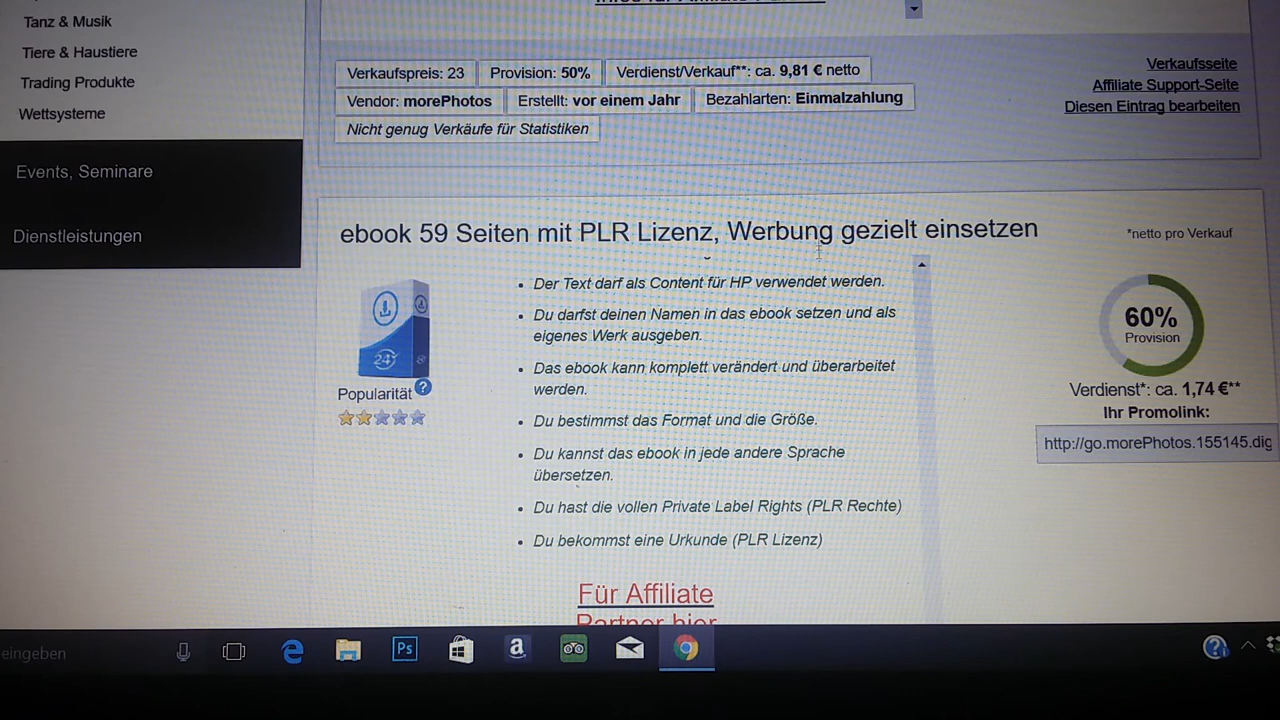 Tanz & Musik
Tiere & Haustiere
Trading Produkte
Wettsysteme
Events, Seminare
Dienstleistungen
Verkaufspreis: 23
Provision: 50%
Verdienst/Verkauf**: ca. 9,81 € netto
Vendor: morePhotos
Erstellt: vor einem Jahr
Bezahlarten: Einmalzahlung
Nicht genug Verkäufe für Statistiken
Verkaufsseite
Affiliate Support-Seite
Diesen Eintrag bearbeiten
ebook 59 Seiten mit PLR Lizenz, Werbung gezielt einsetzen
*netto pro Verkauf
24
Popularität ?
• Der Text darf als Content für HP verwendet werden.
• Du darfst deinen Namen in das ebook setzen und als
eigenes Werk ausgeben.
• Das ebook kann komplett verändert und überarbeitet
werden.
• Du bestimmst das Format und die Größe.
• Du kannst das ebook in jede andere Sprache
übersetzen.
• Du hast die vollen Private Label Rights (PLR Rechte)
• Du bekommst eine Urkunde (PLR Lizenz)
Für Affiliate
Partner hier
60%
Provision
Verdienst*: ca. 1,74 €**
Ihr Promolink:
http://go.morePhotos.155145.dig
eingeben
Ps
a